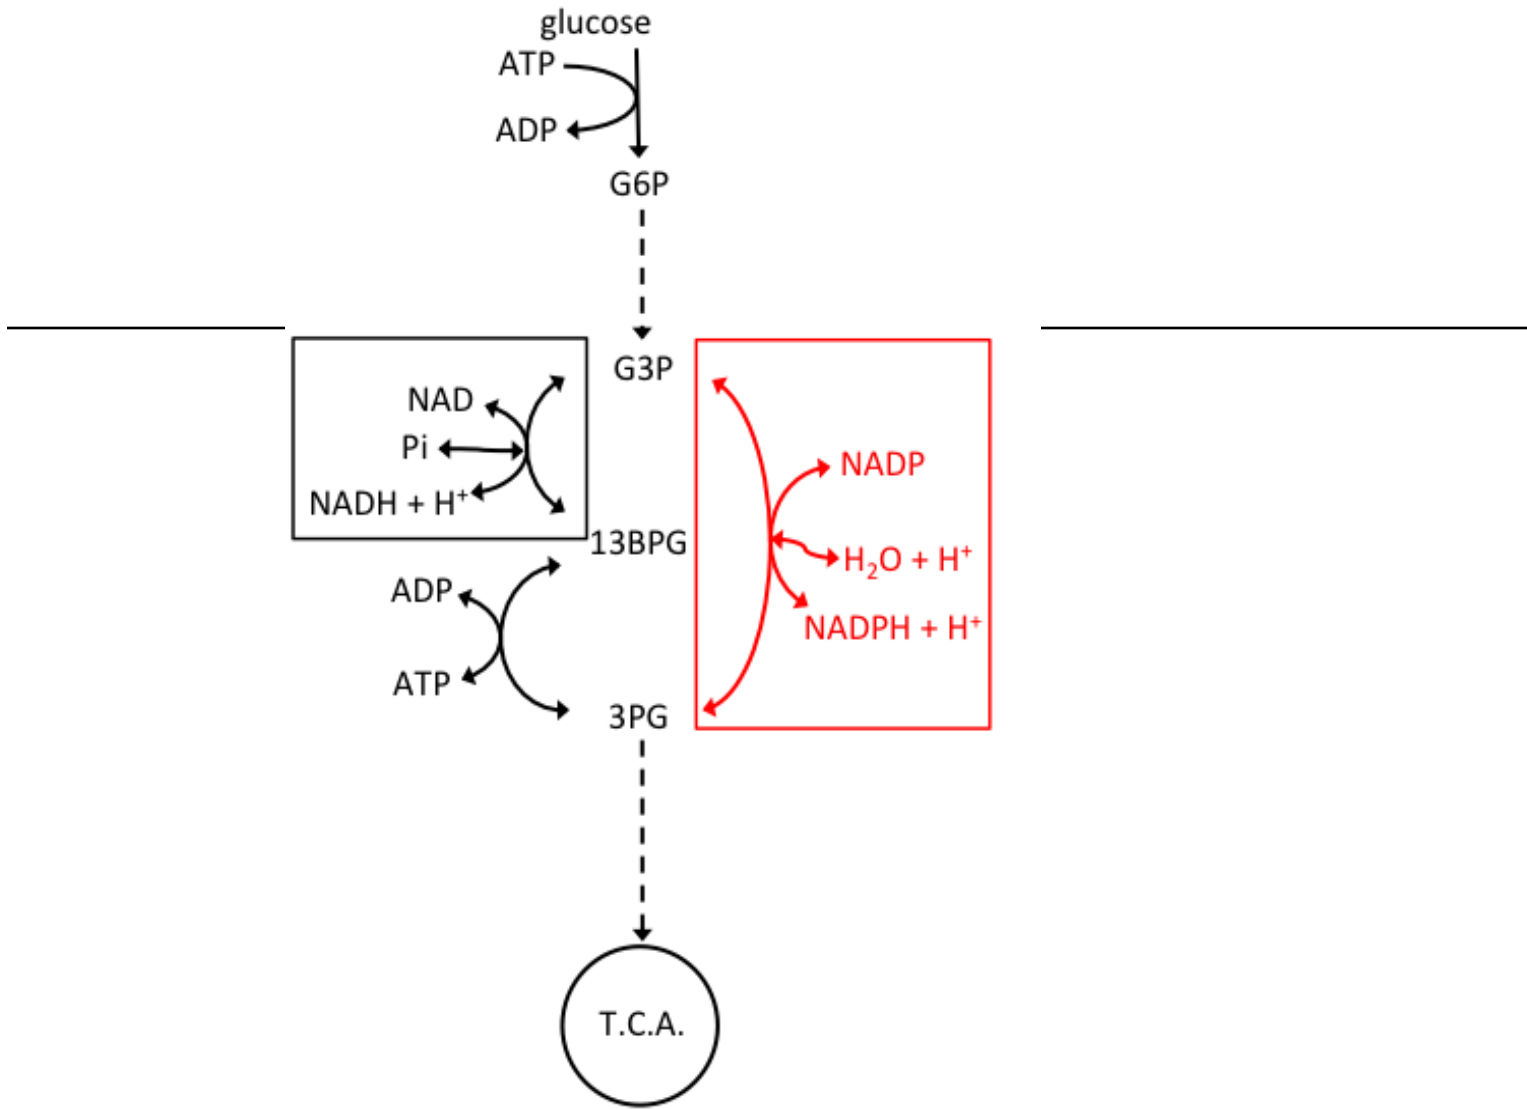 glucose
ATP
ADP
G6P
G3P
NAD
Pi
NADH + H⁺
NADP
H₂O + H⁺
NADPH + H⁺
13BPG
ADP
ATP
3PG
T.C.A.